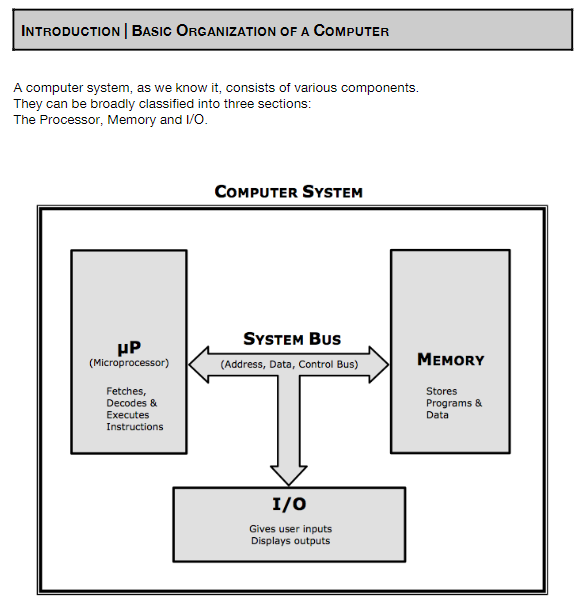 INTRODUCTION | BASIC ORGANIZATION OF A COMPUTER
A computer system, as we know it, consists of various components.
They can be broadly classified into three sections:
The Processor, Memory and I/O.
COMPUTER SYSTEM
µP
(Microprocessor)
Fetches,
Decodes &
Executes
Instructions
SYSTEM BUS
(Address, Data, Control Bus)
MEMORY
Stores
Programs &
Data
I/O
Gives user inputs
Displays outputs